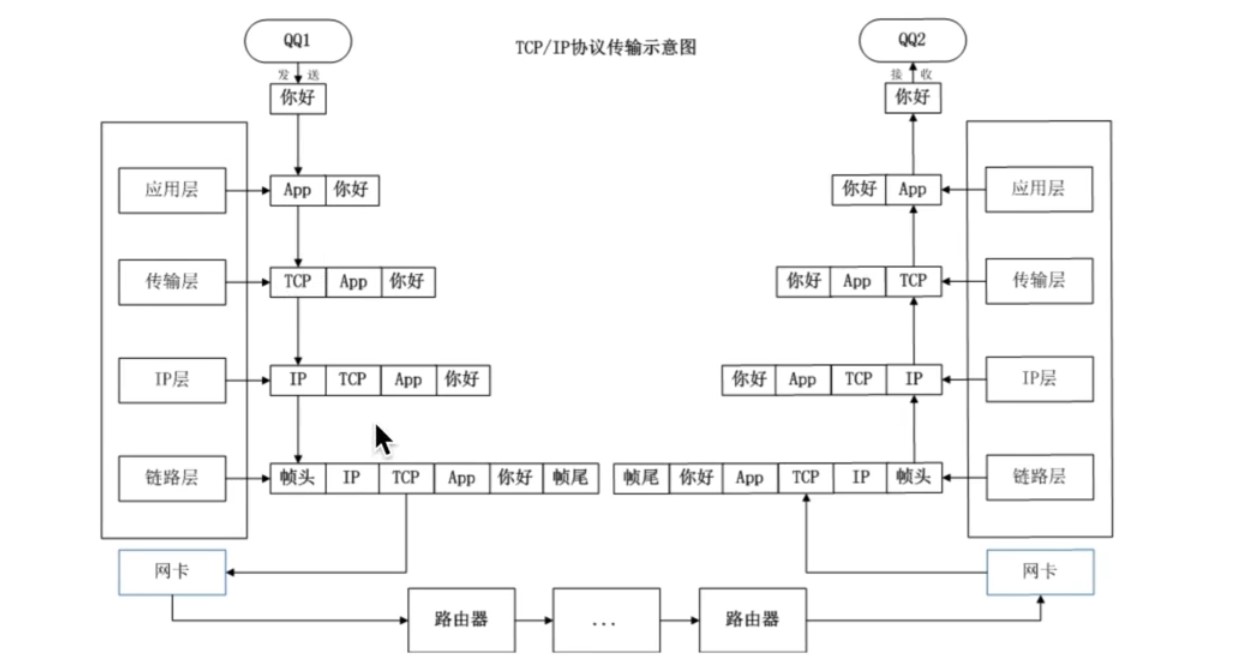 QQ1 TCP/IP协议传输示意图 QQ2
发 送 接 收
你好 你好
应用层 App 你好 你好 App 应用层
传输层 TCP App 你好 你好 App TCP 传输层
IP层 IP TCP App 你好 你好 App TCP IP IP层
链路层 帧头 IP TCP App 你好 帧尾 帧尾 你好 App TCP IP 帧头 链路层
网卡 网卡
路由器 ... 路由器